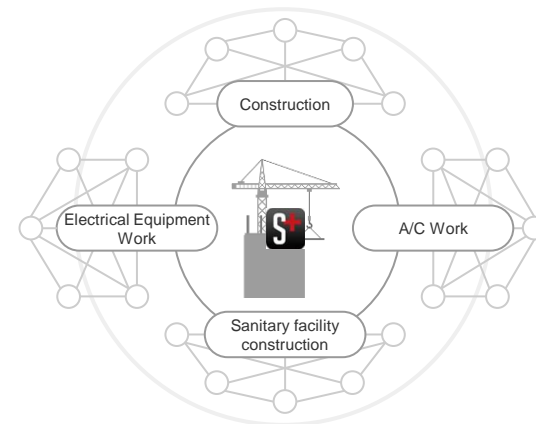 Construction
Electrical Equipment
Work
S+
A/C Work
Sanitary facility
construction